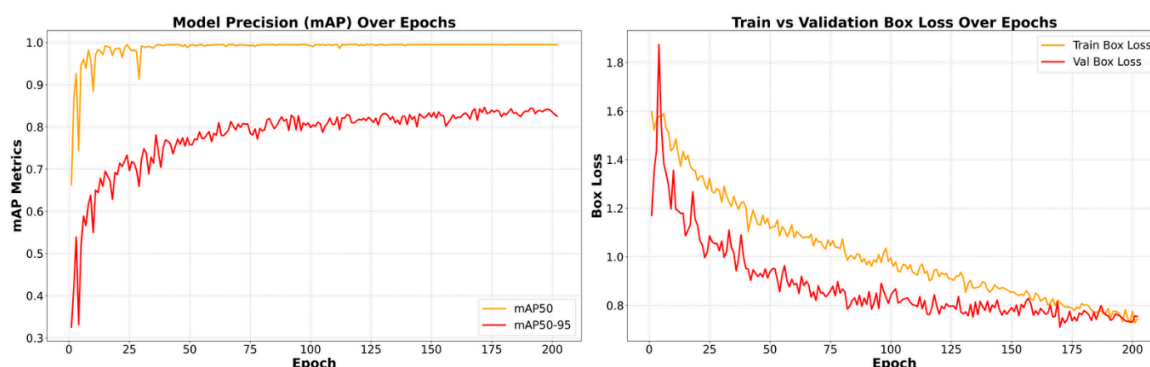 Model Precision (mAP) Over Epochs
mAP Metrics
1.0
0.9
0.8
0.7
0.6
0.5
0.4
0.3
mAP50
mAP50-95
0 25 50 75 100 125 150 175 200
Epoch
Train vs Validation Box Loss Over Epochs
Box Loss
Train Box Loss
Val Box Loss
1.8
1.6
1.4
1.2
1.0
0.8
0 25 50 75 100 125 150 175 200
Epoch